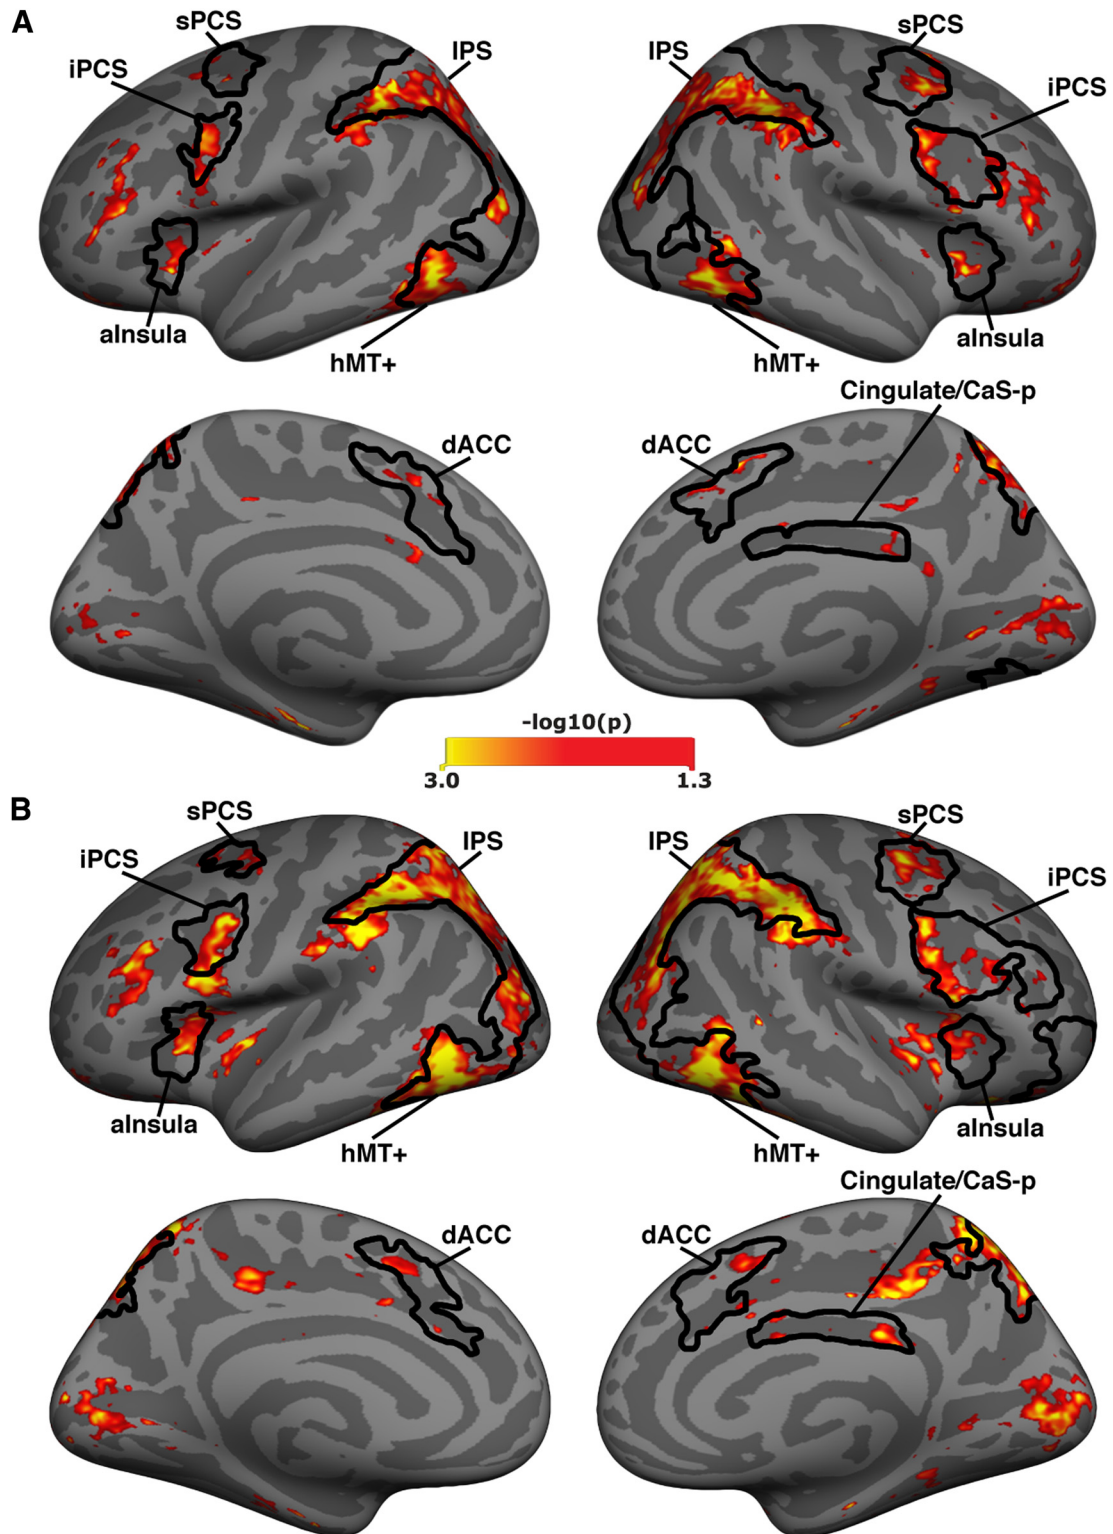 A
sPCS
iPCS
IPS
aInsula
hMT+
IPS
sPCS
iPCS
hMT+
aInsula
dACC
Cingulate/CaS-p
dACC
-log10(p)
3.0 1.3
B
sPCS
iPCS
IPS
aInsula
hMT+
IPS
sPCS
iPCS
hMT+
aInsula
dACC
Cingulate/CaS-p
dACC